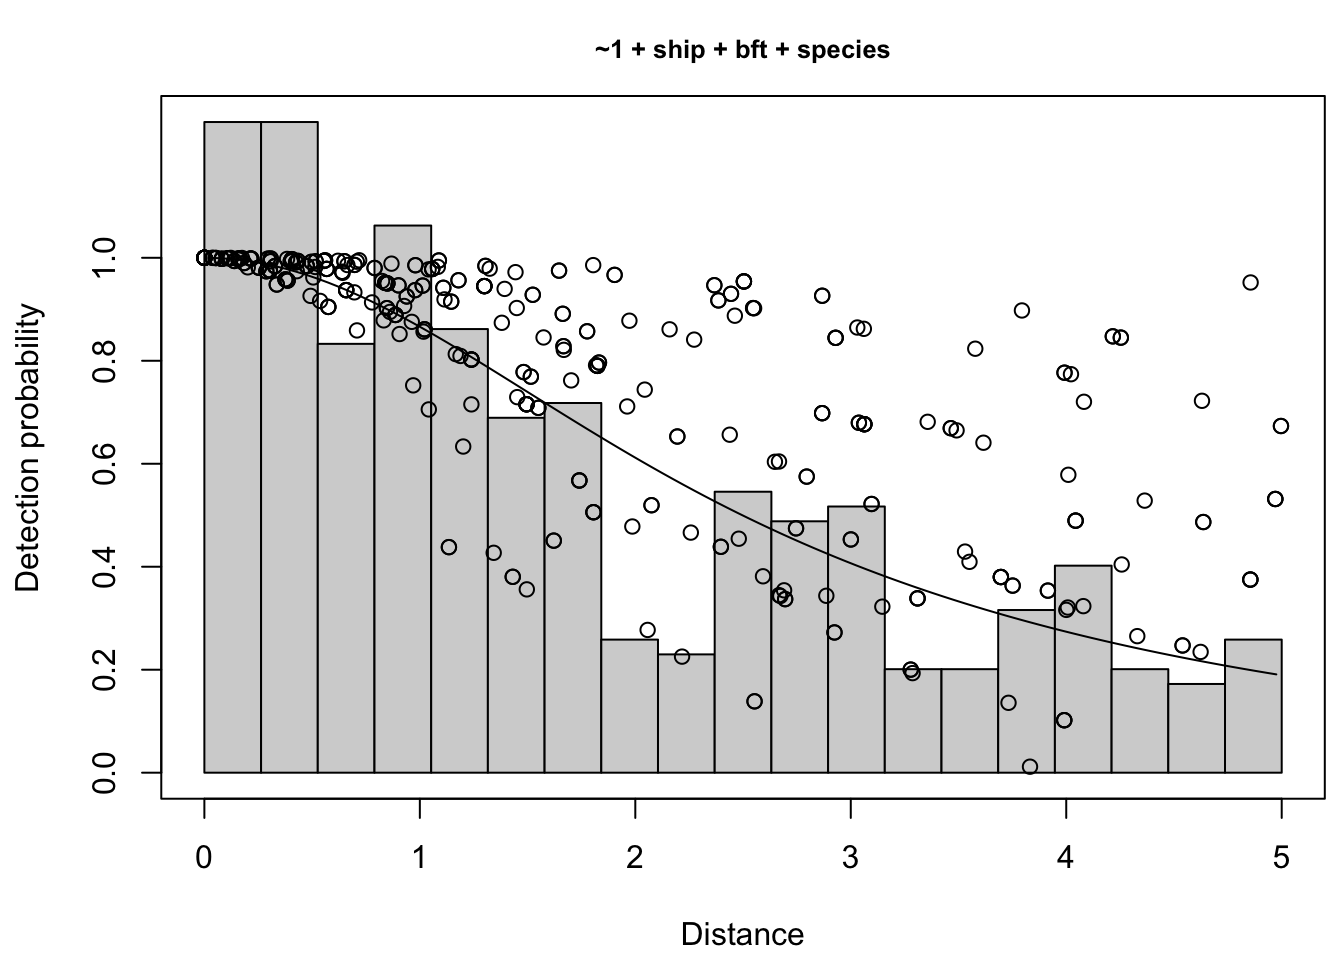 ~1 + ship + bft + species
Detection probability
1.0
0.8
0.6
0.4
0.2
0.0
0 1 2 3 4 5
Distance